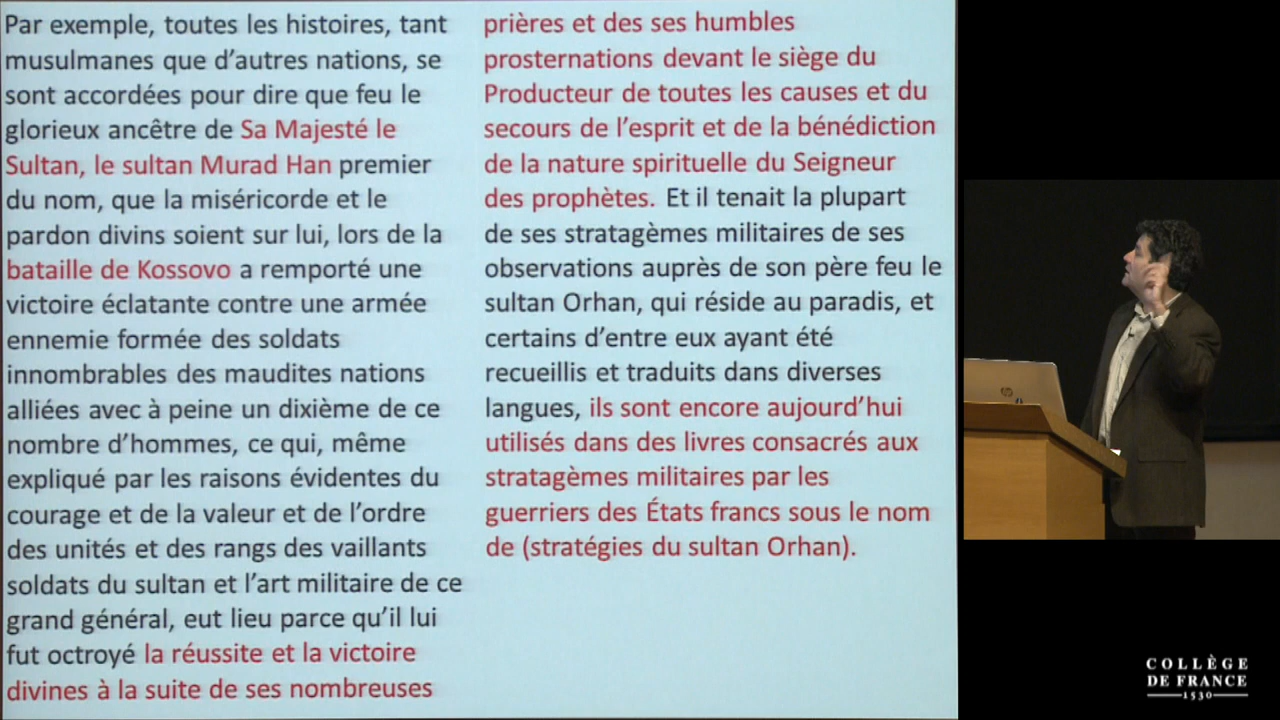 Par exemple, toutes les histoires, tant
musulmanes que d'autres nations, se
sont accordées pour dire que feu le
glorieux ancêtre de Sa Majesté le
Sultan, le sultan Murad Han premier
du nom, que la miséricorde et le
pardon divins soient sur lui, lors de la
bataille de Kossovo a remporté une
victoire éclatante contre une armée
ennemie formée des soldats
innombrables des maudites nations
alliées avec à peine un dixième de ce
nombre d'hommes, ce qui, même
expliqué par les raisons évidentes du
courage et de la valeur et de l'ordre
des unités et des rangs des vaillants
soldats du sultan et l'art militaire de ce
grand général, eut lieu parce qu'il lui
fut octroyé la réussite et la victoire
divines à la suite de ses nombreuses
prières et des ses humbles
prosternations devant le siège du
Producteur de toutes les causes et du
secours de l'esprit et de la bénédiction
de la nature spirituelle du Seigneur
des prophètes. Et il tenait la plupart
de ses stratagèmes militaires de ses
observations auprès de son père feu le
sultan Orhan, qui réside au paradis, et
certains d'entre eux ayant été
recueillis et traduits dans diverses
langues, ils sont encore aujourd'hui
utilisés dans des livres consacrés aux
stratagèmes militaires par les
guerriers des États francs sous le nom
de (stratégies du sultan Orhan).
hp
COLLÈGE
DE FRANCE
1530